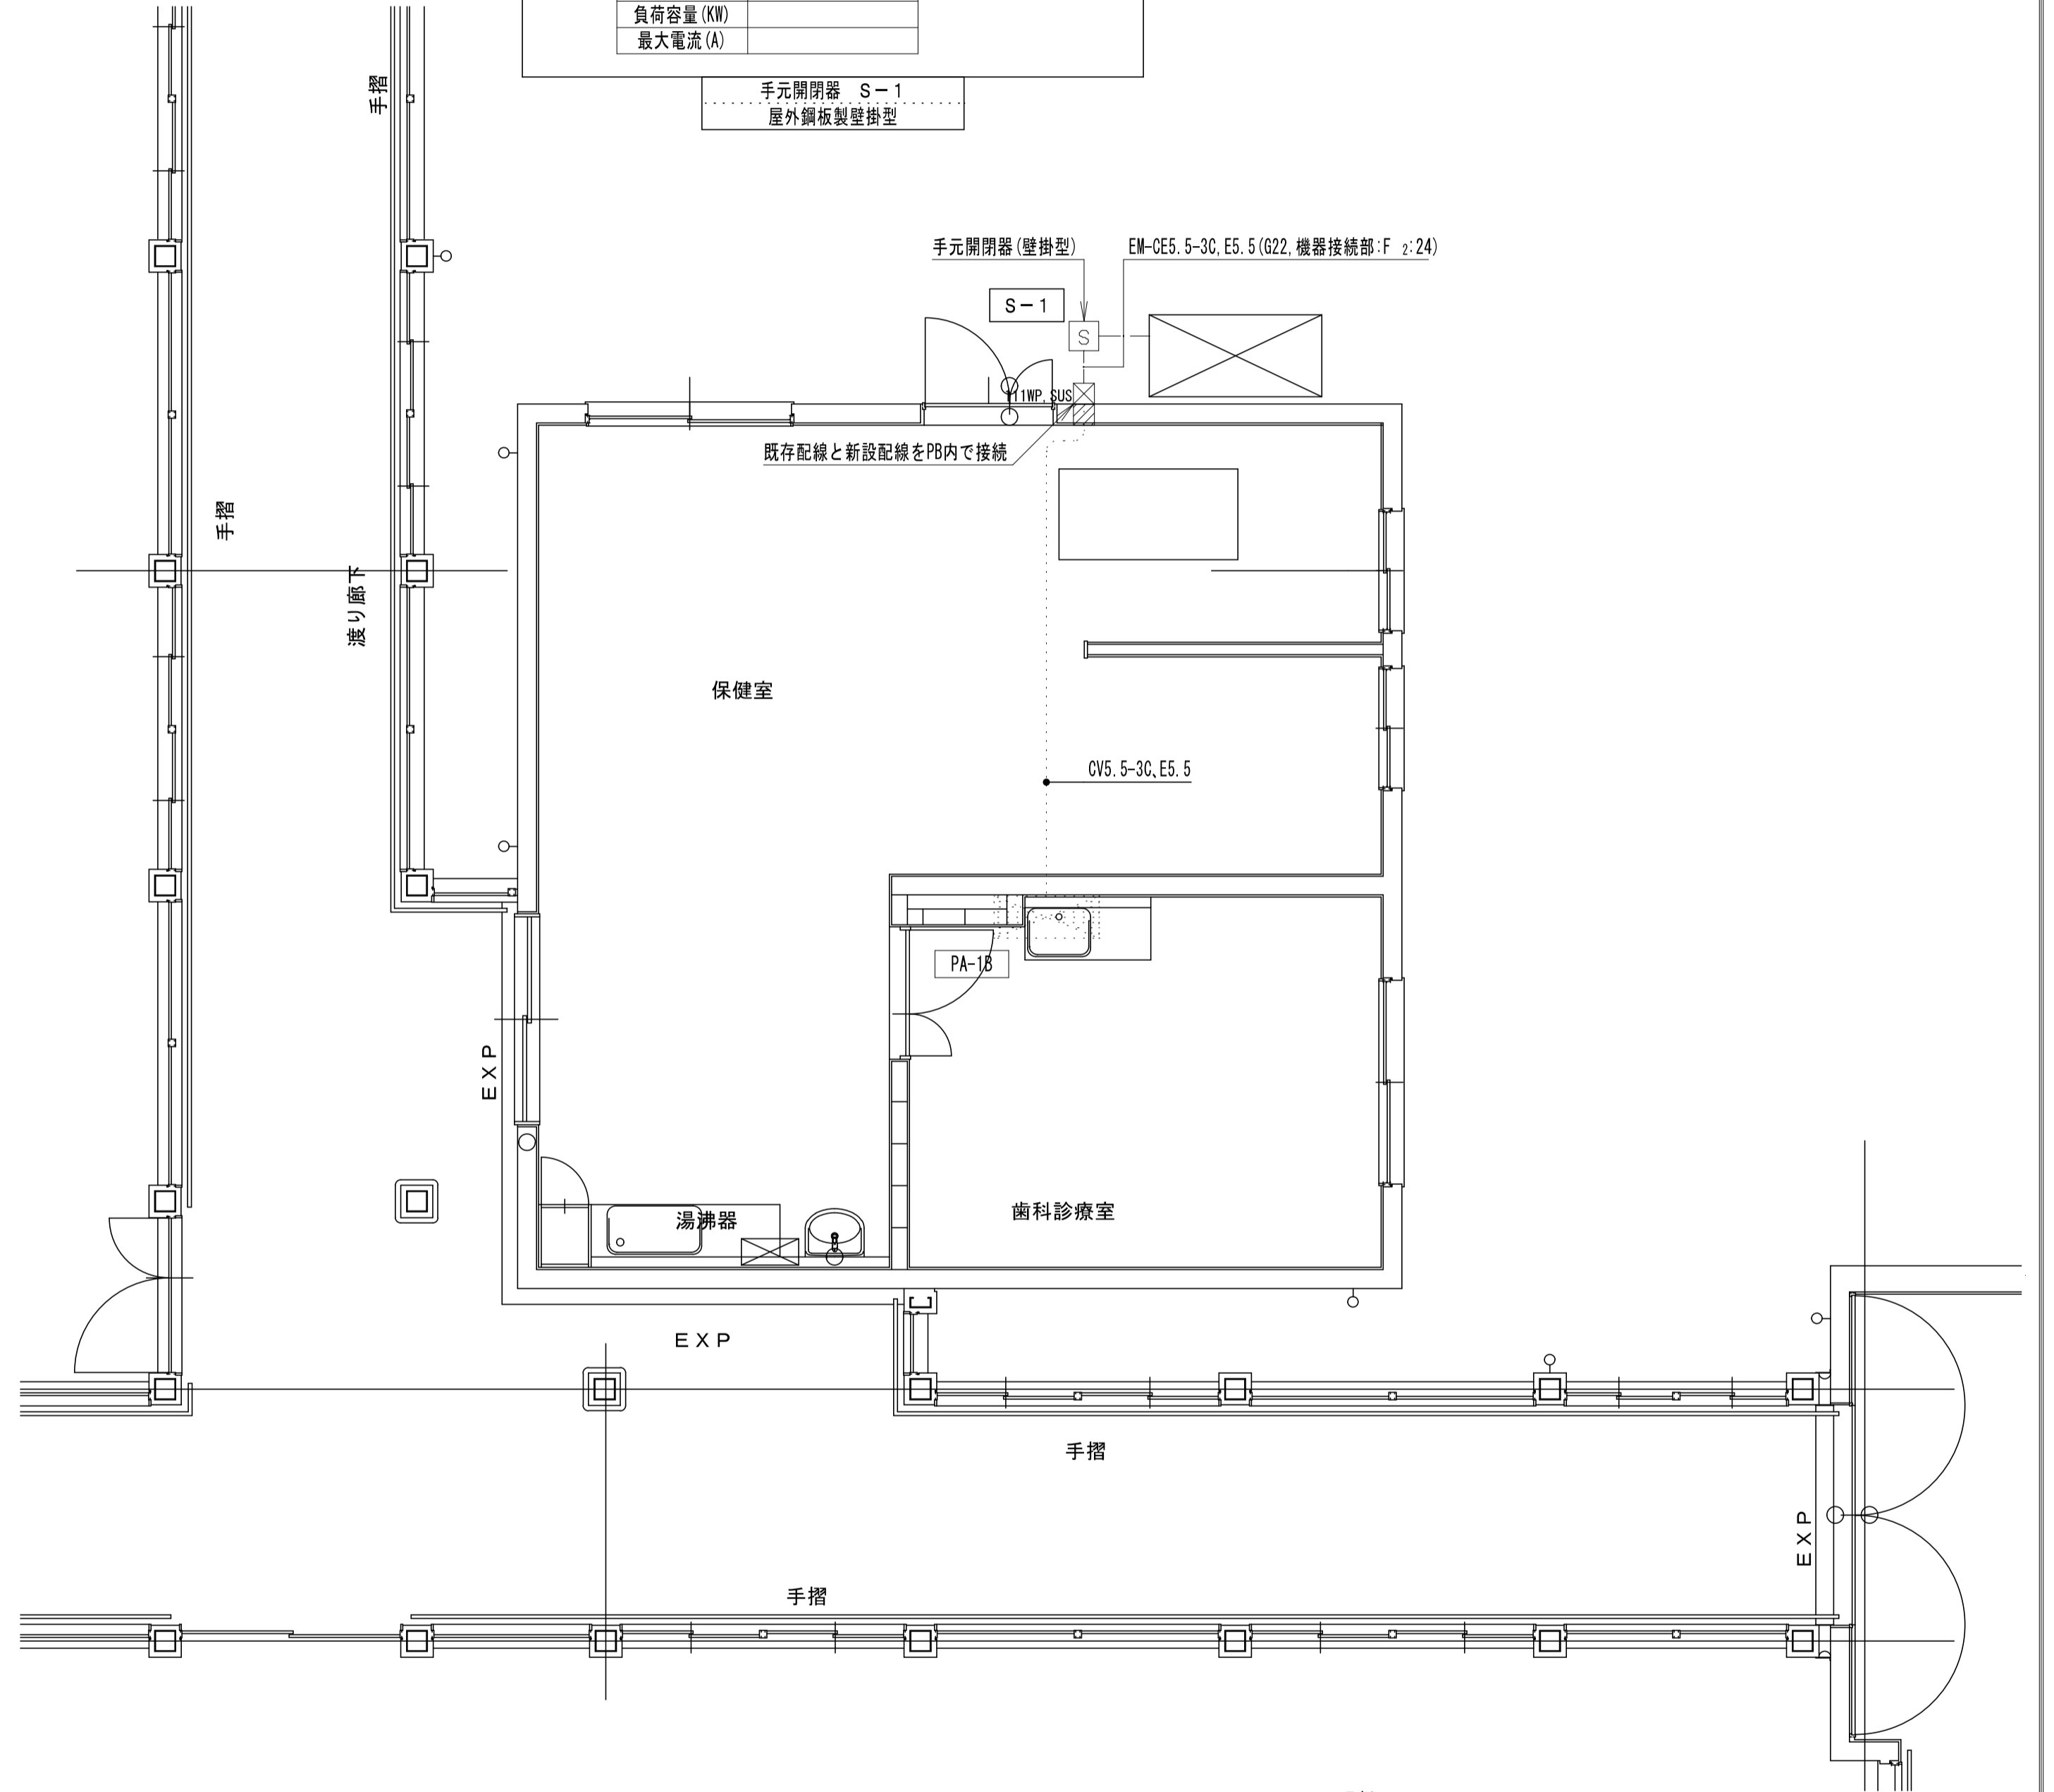 負荷容量(KW)
最大電流(A)
手元開閉器 S－1
屋外鋼板製壁掛型
手摺
手元開閉器(壁掛型)
EM-CE5.5-3C,E5.5(G22,機器接続部:F 2:24)
S－1
S
11WP,SUS
既存配線と新設配線をPB内で接続
手摺
渡り廊下
保健室
CV5.5-3C、E5.5
PA-1B
EXP
湯沸器
歯科診療室
EXP
手摺
EXP
手摺